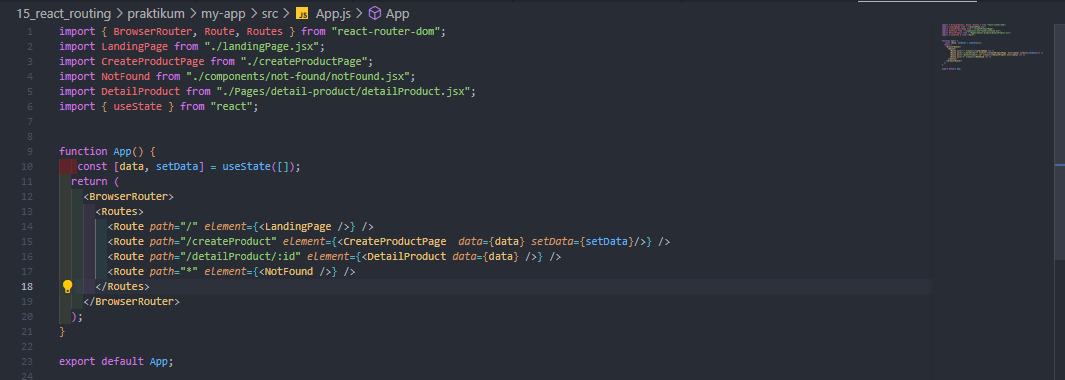 15_react_routing > praktikum > my-app > src > JS App.js > App
1 import { BrowserRouter, Route, Routes } from "react-router-dom";
2 import LandingPage from "./landingPage.jsx";
3 import CreateProductPage from "./createProductPage";
4 import NotFound from "./components/not-found/notFound.jsx";
5 import DetailProduct from "./Pages/detail-product/detailProduct.jsx";
6 import { useState } from "react";
7
8
9 function App() {
10 const [data, setData] = useState([]);
11 return (
12 <BrowserRouter>
13 <Routes>
14 <Route path="/" element={<LandingPage />} />
15 <Route path="/createProduct" element={<CreateProductPage  data={data} setData={setData}/>} />
16 <Route path="/detailProduct/:id" element={<DetailProduct data={data} />} />
17 <Route path="*" element={<NotFound />} />
18 </Routes>
19 </BrowserRouter>
20 );
21 }
22
23 export default App;